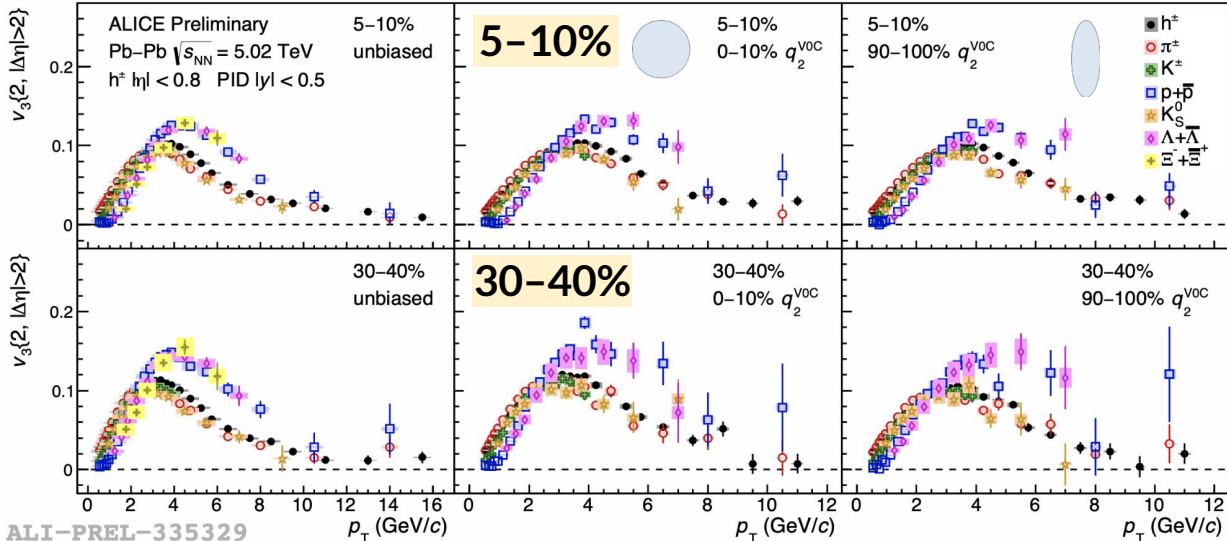 ALICE Preliminary
Pb–Pb √sNN = 5.02 TeV
h± |η| < 0.8 PID |y| < 0.5
5–10%
unbiased
5–10%
5–10%
0–10% q2V0C
5–10%
90–100% q2V0C
h±
π±
K±
p+p̄
K0S
Λ+Λ̄
Ξ-+Ξ̄+
v3{2, |Δη|>2}
0.2
0.1
0
30–40%
unbiased
30–40%
30–40%
0–10% q2V0C
30–40%
90–100% q2V0C
v3{2, |Δη|>2}
0.2
0.1
0
0 2 4 6 8 10 12 14 16
0 2 4 6 8 10 12
0 2 4 6 8 10 12
pT (GeV/c)
pT (GeV/c)
pT (GeV/c)
ALI-PREL-335329